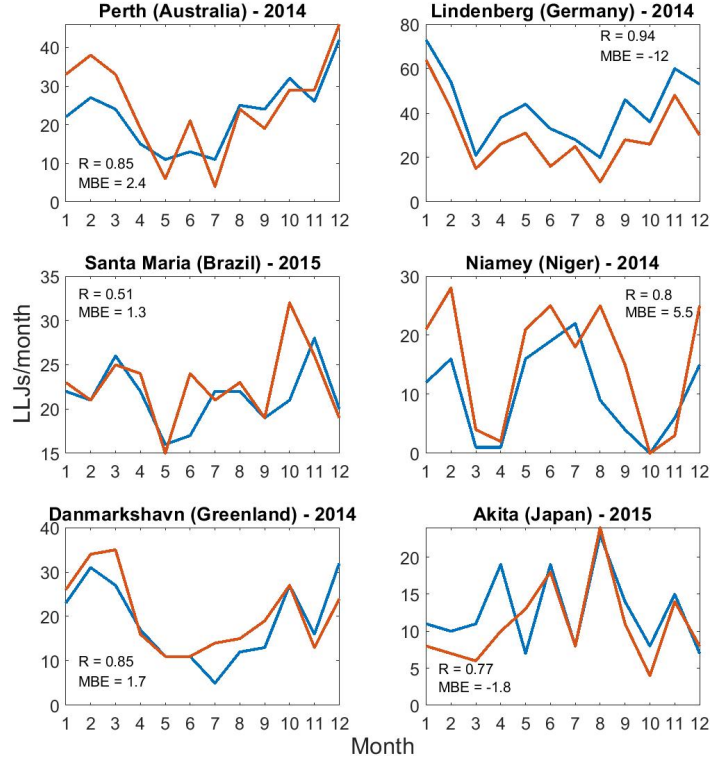 Perth (Australia) - 2014
40
30
20
10
0
R = 0.85
MBE = 2.4
1 2 3 4 5 6 7 8 9 10 11 12
Lindenberg (Germany) - 2014
80
60
40
20
0
R = 0.94
MBE = -12
1 2 3 4 5 6 7 8 9 10 11 12
Santa Maria (Brazil) - 2015
35
30
25
20
15
R = 0.51
MBE = 1.3
1 2 3 4 5 6 7 8 9 10 11 12
LLJs/month
Niamey (Niger) - 2014
30
20
10
0
R = 0.8
MBE = 5.5
1 2 3 4 5 6 7 8 9 10 11 12
Danmarkshavn (Greenland) - 2014
40
30
20
10
0
R = 0.85
MBE = 1.7
1 2 3 4 5 6 7 8 9 10 11 12
Akita (Japan) - 2015
20
15
10
5
0
R = 0.77
MBE = -1.8
1 2 3 4 5 6 7 8 9 10 11 12
Month